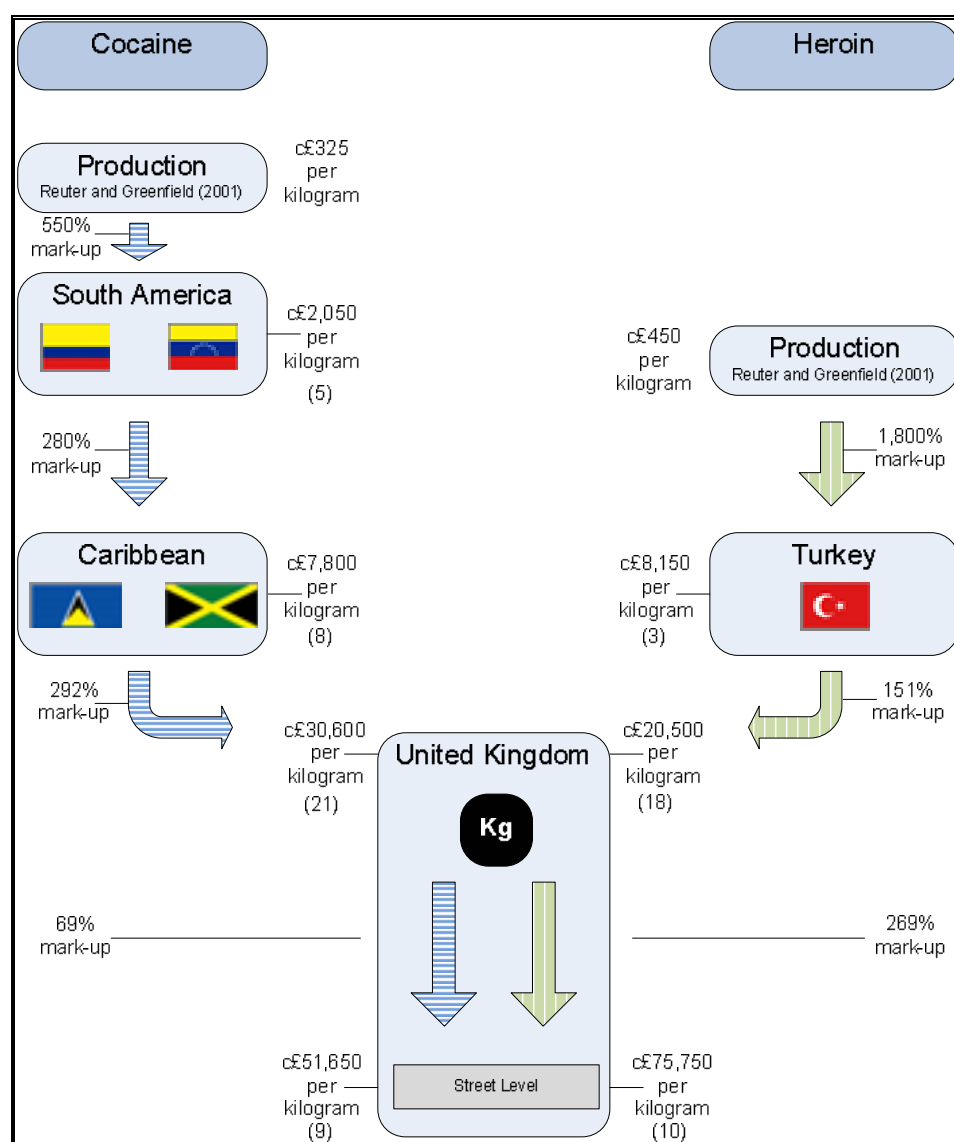 Cocaine
Heroin
Production
Reuter and Greenfield (2001)
c£325
per
kilogram
550%
mark-up
South America
c£2,050
per
kilogram
(5)
c£450
per
kilogram
Production
Reuter and Greenfield (2001)
280%
mark-up
1,800%
mark-up
Caribbean
c£7,800
per
kilogram
(8)
c£8,150
per
kilogram
(3)
Turkey
292%
mark-up
151%
mark-up
c£30,600
per
kilogram
(21)
United Kingdom
c£20,500
per
kilogram
(18)
Kg
69%
mark-up
269%
mark-up
c£51,650
per
kilogram
(9)
Street Level
c£75,750
per
kilogram
(10)